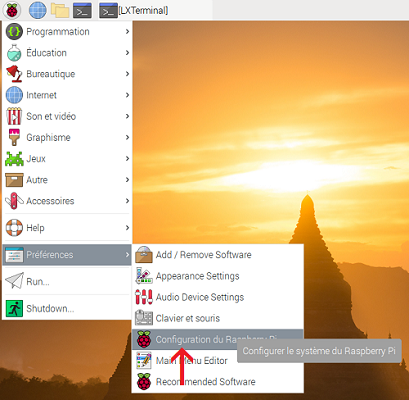 [LXTerminal]
Programmation
Éducation
Bureautique
Internet
Son et vidéo
Graphisme
Jeux
Autre
Accessoires
Help
Préférences
Run...
Shutdown...
Add / Remove Software
Appearance Settings
Audio Device Settings
Clavier et souris
Configuration du Raspberry Pi
Configurer le système du Raspberry Pi
Main Menu Editor
Recommended Software